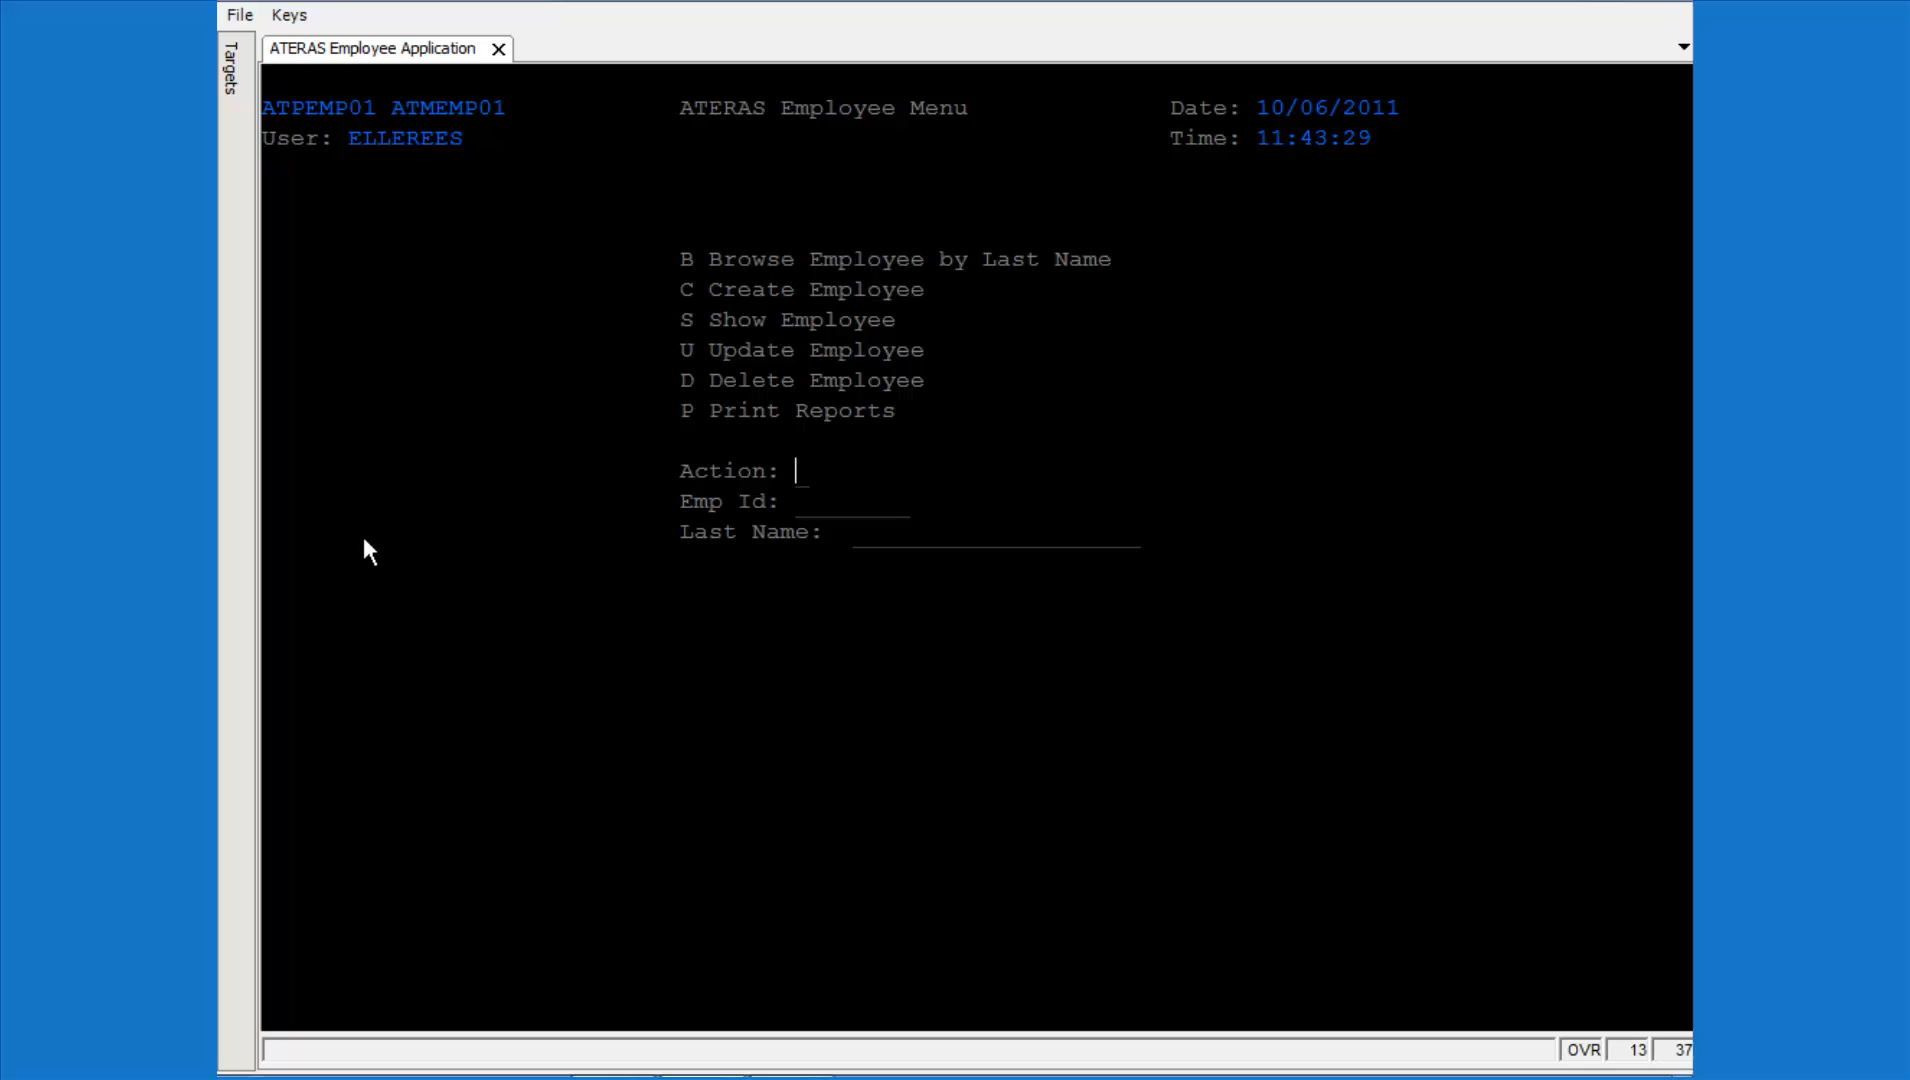 File Keys
Targets
ATERAS Employee Application
ATPEMP01 ATMEMP01 ATERAS Employee Menu Date: 10/06/2011
User: ELLEREES Time: 11:43:29
B Browse Employee by Last Name
C Create Employee
S Show Employee
U Update Employee
D Delete Employee
P Print Reports
Action:
Emp Id:
Last Name:
OVR 13 37